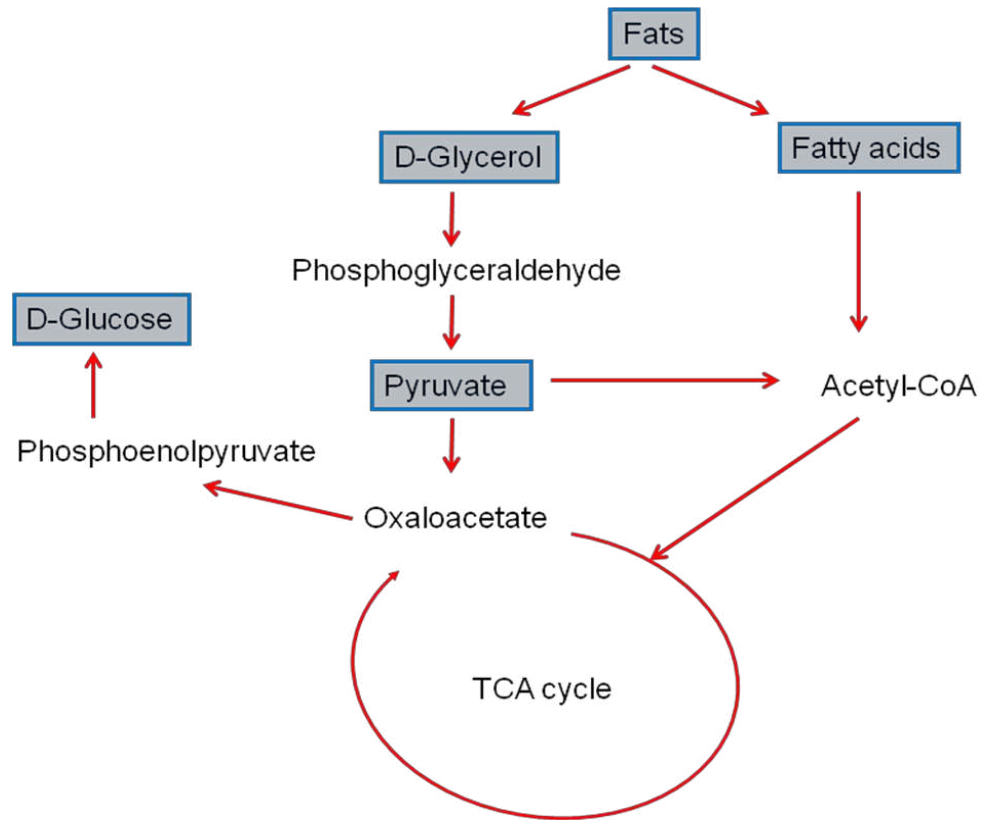 Fats
D-Glycerol
Fatty acids
Phosphoglyceraldehyde
D-Glucose
Pyruvate
Acetyl-CoA
Phosphoenolpyruvate
Oxaloacetate
TCA cycle